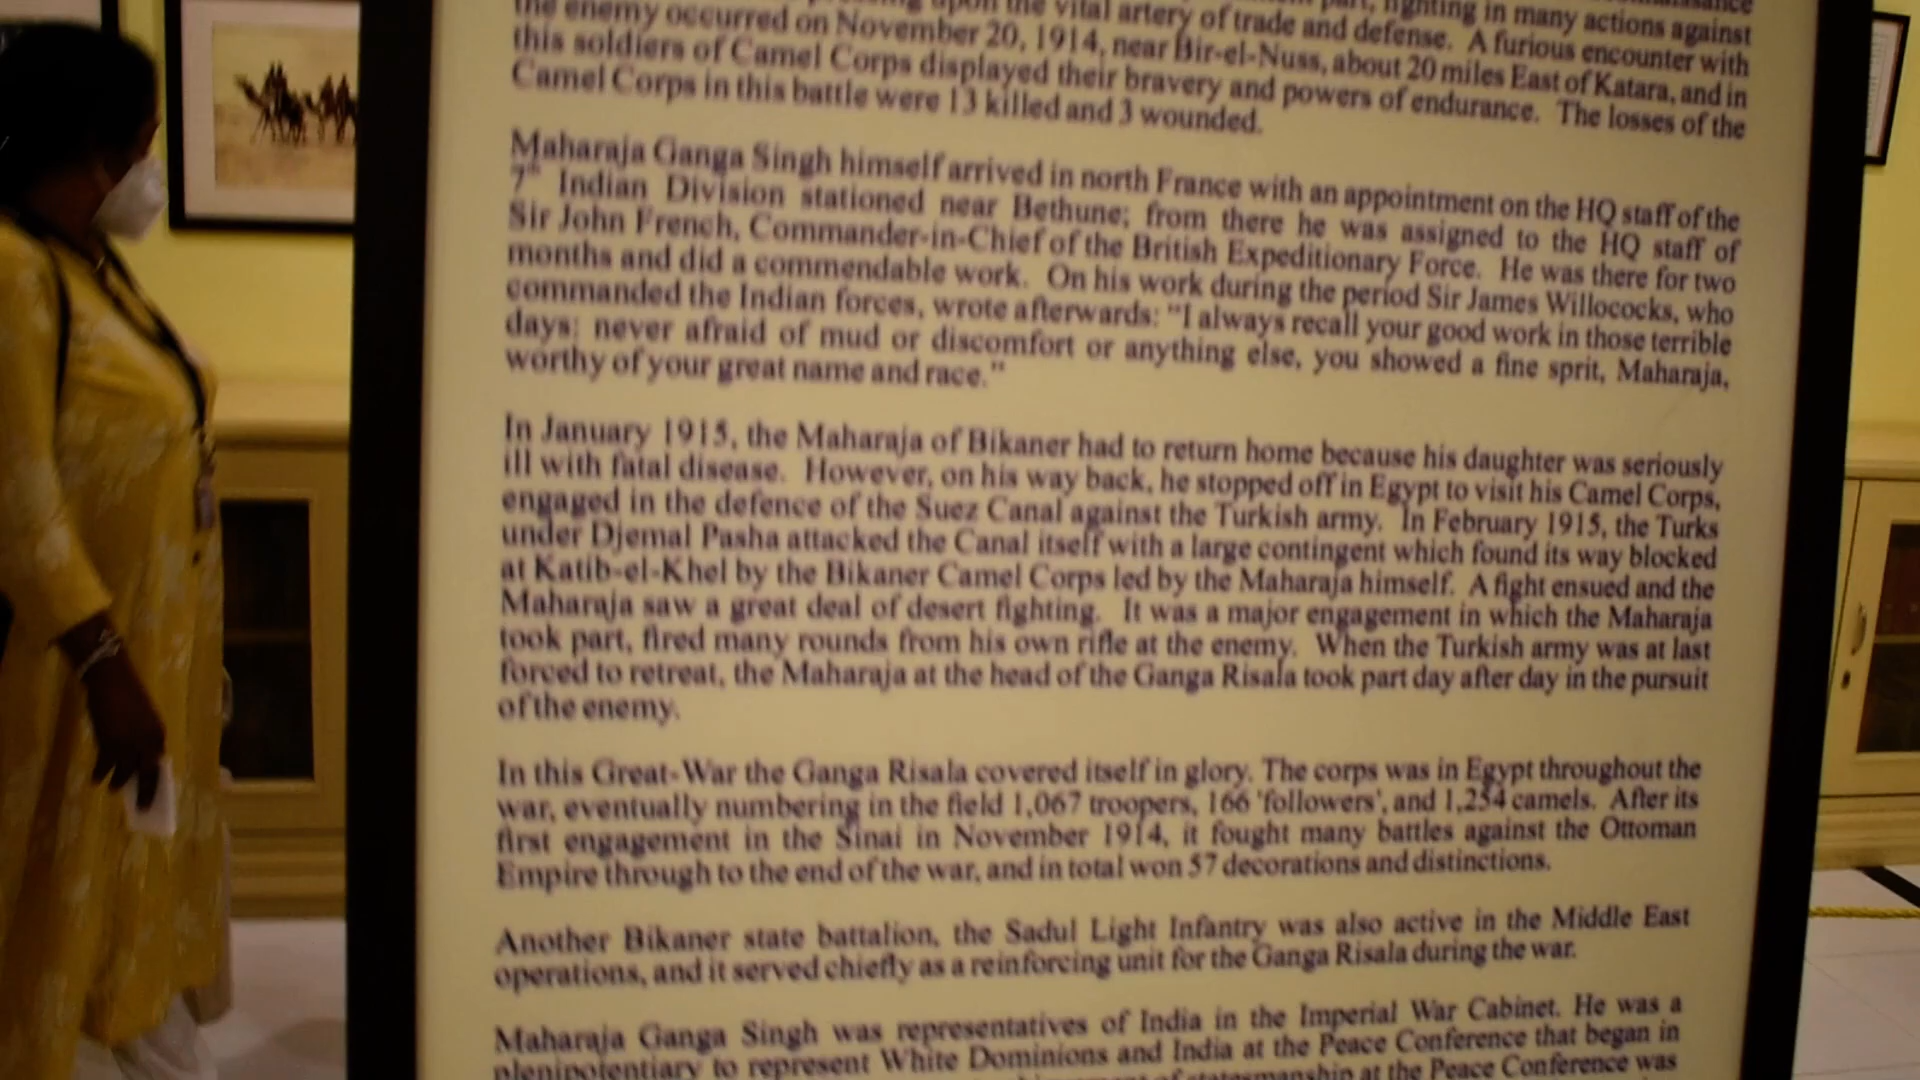 the enemy occurred on November 20, 1914, near Bir-el-Nuss, about 20 miles East of Katara, and in
this soldiers of Camel Corps displayed their bravery and powers of endurance. The losses of the
Camel Corps in this battle were 13 killed and 3 wounded.
Maharaja Ganga Singh himself arrived in north France with an appointment on the HQ staff of the
7th Indian Division stationed near Bethune; from there he was assigned to the HQ staff of
Sir John French, Commander-in-Chief of the British Expeditionary Force. He was there for two
months and did a commendable work. On his work during the period Sir James Willococks, who
commanded the Indian forces, wrote afterwards: "I always recall your good work in those terrible
days; never afraid of mud or discomfort or anything else, you showed a fine sprit, Maharaja,
worthy of your great name and race."
In January 1915, the Maharaja of Bikaner had to return home because his daughter was seriously
ill with fatal disease. However, on his way back, he stopped off in Egypt to visit his Camel Corps,
engaged in the defence of the Suez Canal against the Turkish army. In February 1915, the Turks
under Djemal Pasha attacked the Canal itself with a large contingent which found its way blocked
at Katib-el-Khel by the Bikaner Camel Corps led by the Maharaja himself. A fight ensued and the
Maharaja saw a great deal of desert fighting. It was a major engagement in which the Maharaja
took part, fired many rounds from his own rifle at the enemy. When the Turkish army was at last
forced to retreat, the Maharaja at the head of the Ganga Risala took part day after day in the pursuit
of the enemy.
In this Great-War the Ganga Risala covered itself in glory. The corps was in Egypt throughout the
war, eventually numbering in the field 1,067 troopers, 166 'followers', and 1,254 camels. After its
first engagement in the Sinai in November 1914, it fought many battles against the Ottoman
Empire through to the end of the war, and in total won 57 decorations and distinctions.
Another Bikaner state battalion, the Sadul Light Infantry was also active in the Middle East
operations, and it served chiefly as a reinforcing unit for the Ganga Risala during the war.
Maharaja Ganga Singh was representatives of India in the Imperial War Cabinet. He was a
plenipotentiary to represent White Dominions and India at the Peace Conference that began in
of statesmanship at the Peace Conference was